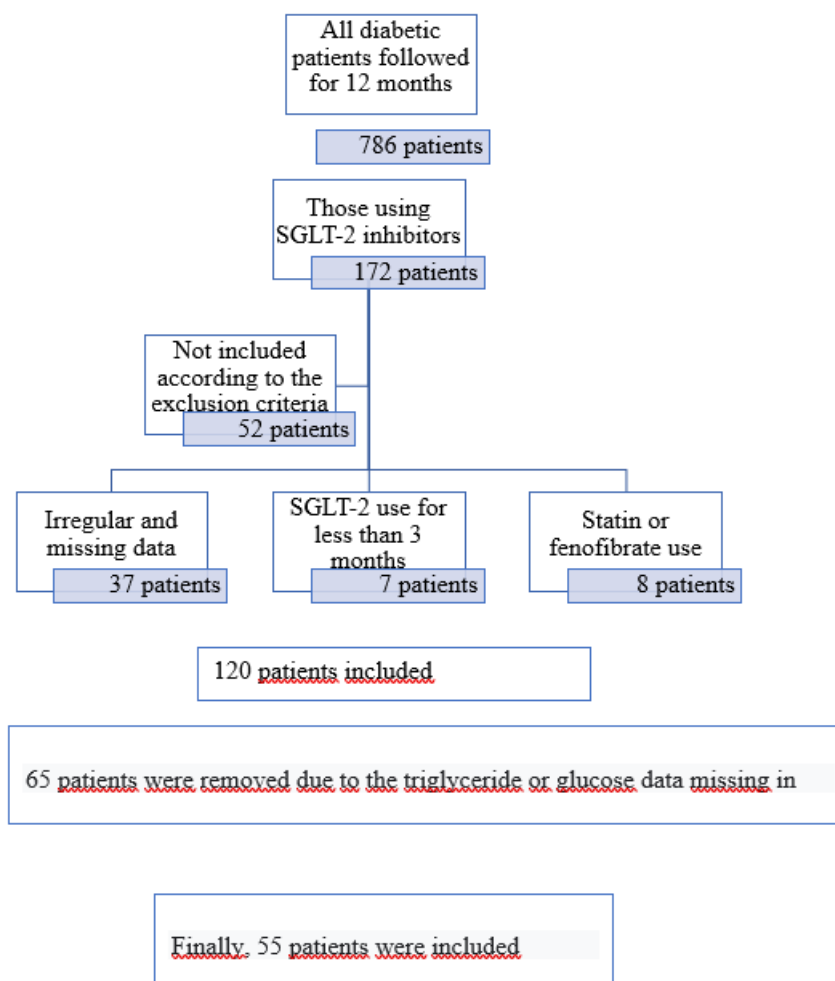 All diabetic
patients followed
for 12 months
786 patients
Those using
SGLT-2 inhibitors
172 patients
Not included
according to the
exclusion criteria
52 patients
Irregular and
missing data
37 patients
SGLT-2 use for
less than 3
months
7 patients
Statin or
fenofibrate use
8 patients
120 patients included
65 patients were removed due to the triglyceride or glucose data missing in
Finally, 55 patients were included